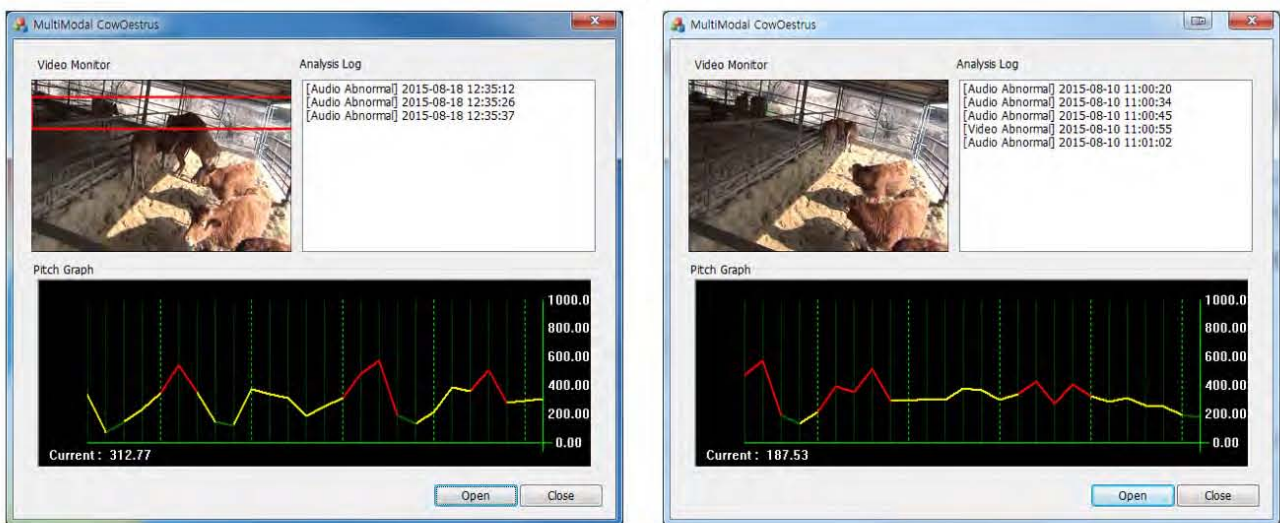 MultiModal CowOestrus
Video Monitor
Analysis Log
[Audio Abnormal] 2015-08-18 12:35:12
[Audio Abnormal] 2015-08-18 12:35:26
[Audio Abnormal] 2015-08-18 12:35:37
Pitch Graph
1000.0
800.00
600.00
400.00
200.00
0.00
Current : 312.77
Open
Close
MultiModal CowOestrus
Video Monitor
Analysis Log
[Audio Abnormal] 2015-08-10 11:00:20
[Audio Abnormal] 2015-08-10 11:00:34
[Audio Abnormal] 2015-08-10 11:00:45
[Video Abnormal] 2015-08-10 11:00:55
[Audio Abnormal] 2015-08-10 11:01:02
Pitch Graph
1000.0
800.00
600.00
400.00
200.00
0.00
Current : 187.53
Open
Close